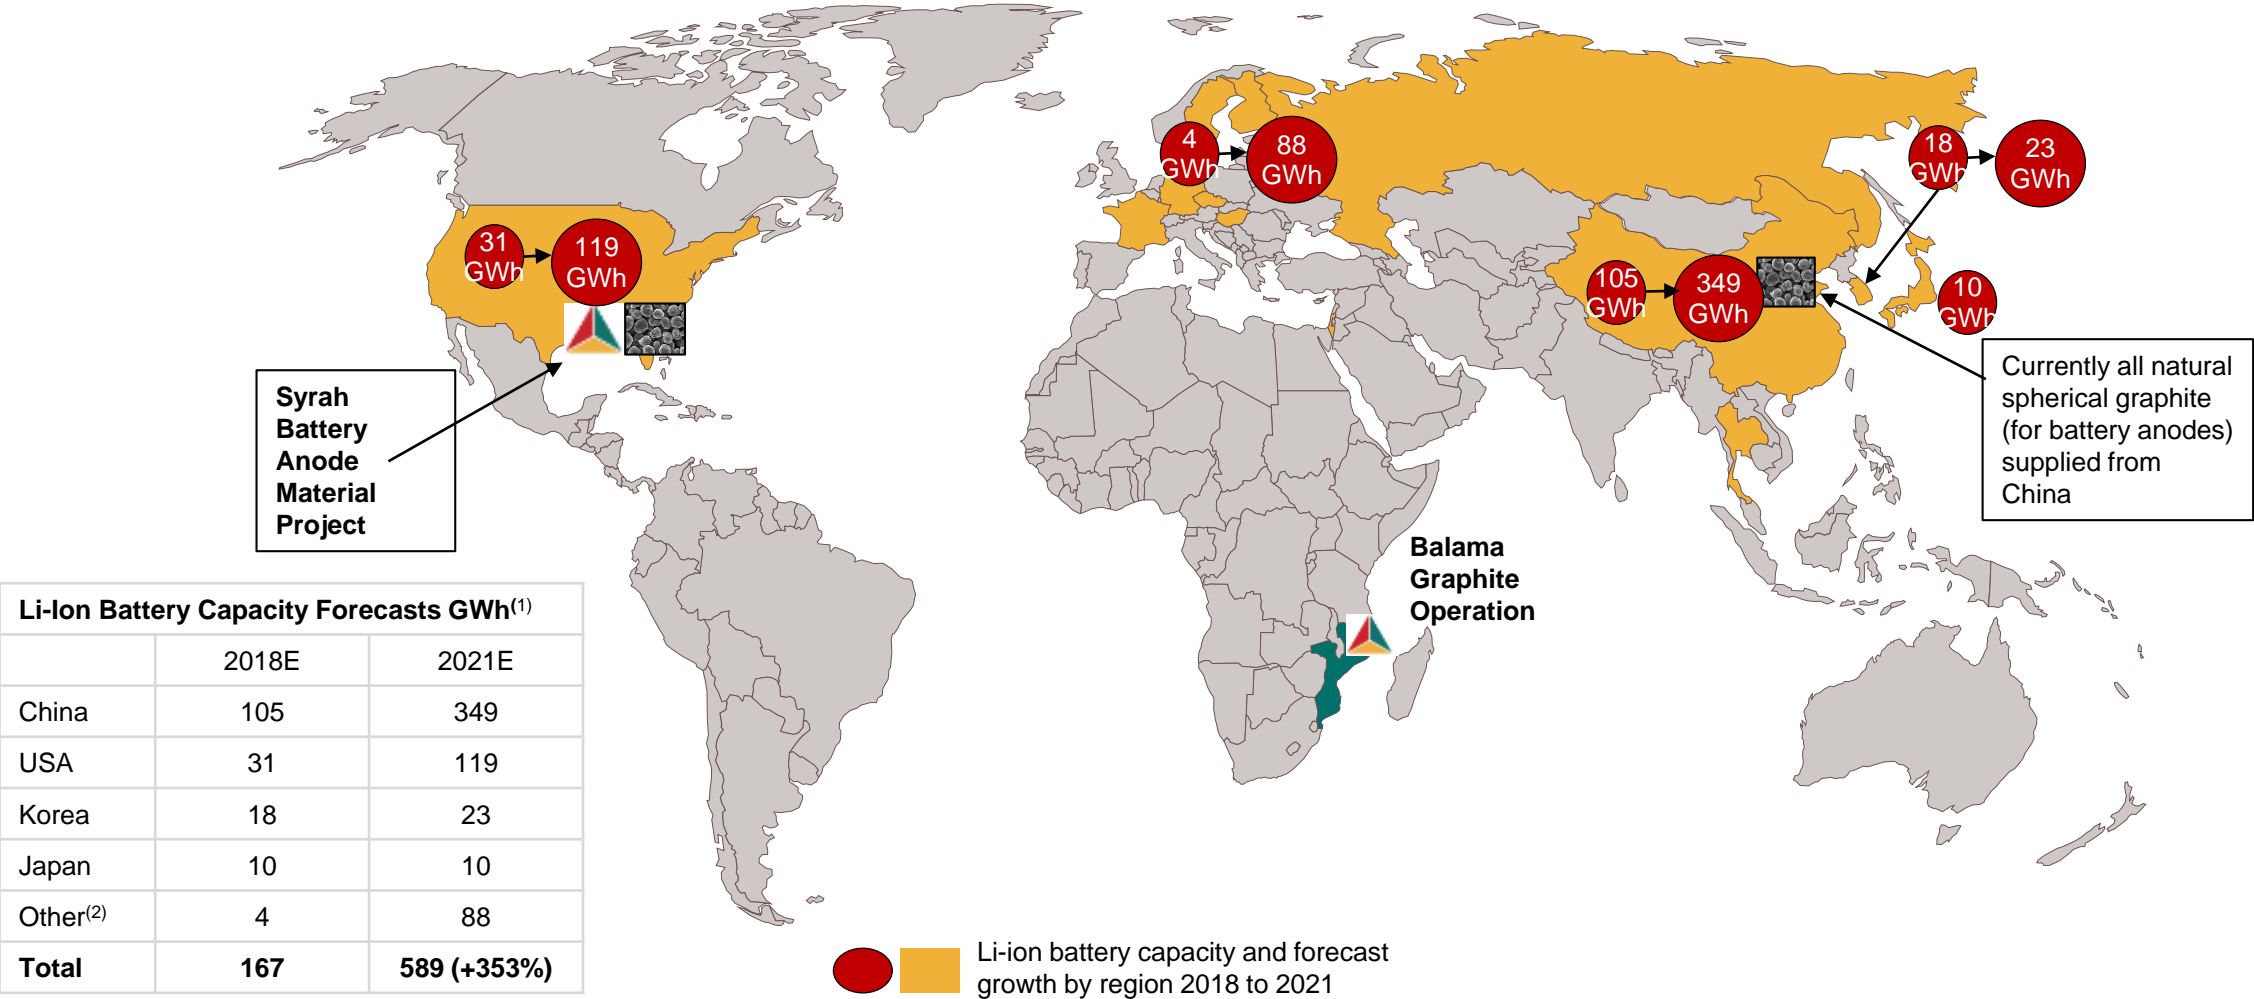 4
GWh
88
GWh
18
GWh
23
GWh
31
GWh
119
GWh
105
GWh
349
GWh
10
GWh
Syrah
Battery
Anode
Material
Project
Currently all natural
spherical graphite
(for battery anodes)
supplied from
China
Balama
Graphite
Operation
Li-Ion Battery Capacity Forecasts GWh(1)
2018E 2021E
China 105 349
USA 31 119
Korea 18 23
Japan 10 10
Other(2) 4 88
Total 167 589 (+353%)
Li-ion battery capacity and forecast
growth by region 2018 to 2021